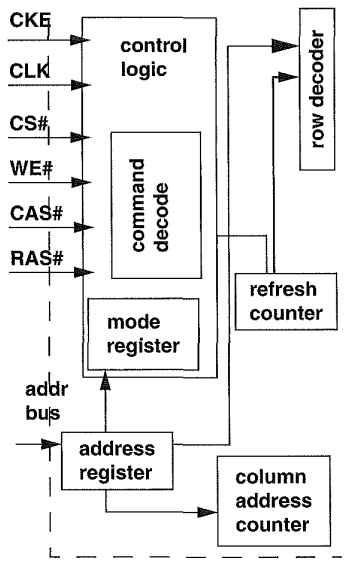 CKE
CLK
CS#
WE#
CAS#
RAS#
control
logic
command
decode
mode
register
row decoder
refresh
counter
addr
bus
address
register
column
address
counter